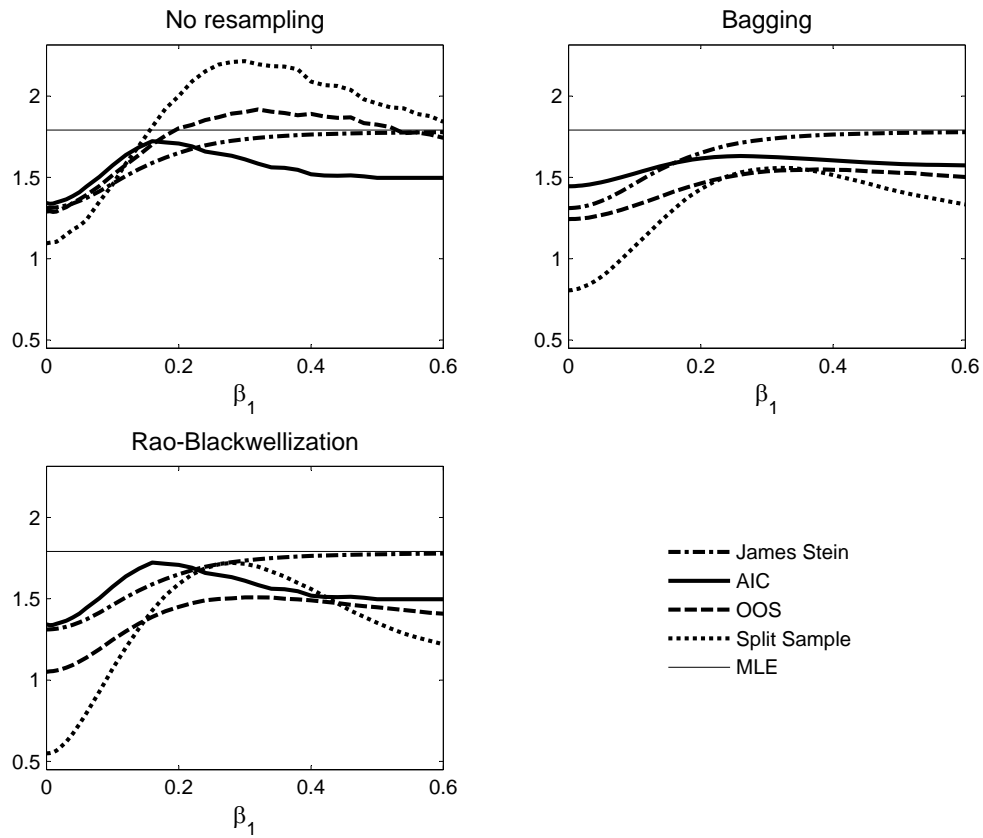 No resampling
2
1.5
1
0.5
0 0.2 0.4 0.6
β1
Bagging
2
1.5
1
0.5
0 0.2 0.4 0.6
β1
Rao-Blackwellization
2
1.5
1
0.5
0 0.2 0.4 0.6
β1
James Stein
AIC
OOS
Split Sample
MLE